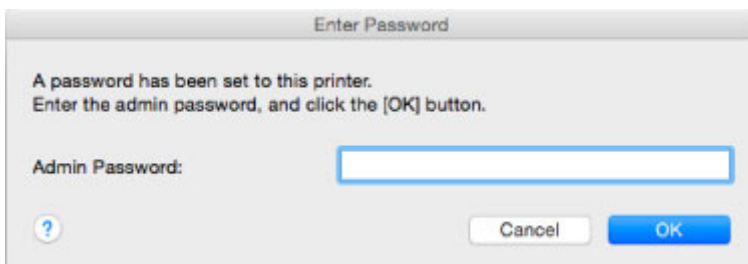 Enter Password
A password has been set to this printer.
Enter the admin password, and click the [OK] button.
Admin Password:
?
Cancel
OK